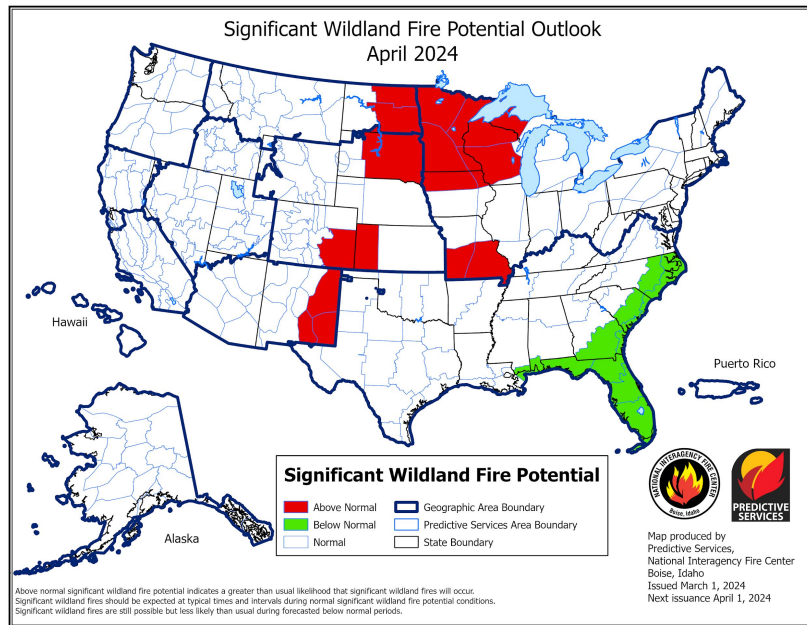 Significant Wildland Fire Potential Outlook
April 2024
Hawaii
Puerto Rico
Alaska
Significant Wildland Fire Potential
Above Normal
Below Normal
Normal
Geographic Area Boundary
Predictive Services Area Boundary
State Boundary
NATIONAL INTERAGENCY FIRE CENTER
Boise, Idaho
PREDICTIVE
SERVICES
Map produced by
Predictive Services,
National Interagency Fire Center
Boise, Idaho
Issued March 1, 2024
Next issuance April 1, 2024
Above normal significant wildland fire potential indicates a greater than usual likelihood that significant wildland fires will occur.
Significant wildland fires should be expected at typical times and intervals during normal significant wildland fire potential conditions.
Significant wildland fires are still possible but less likely than usual during forecasted below normal periods.